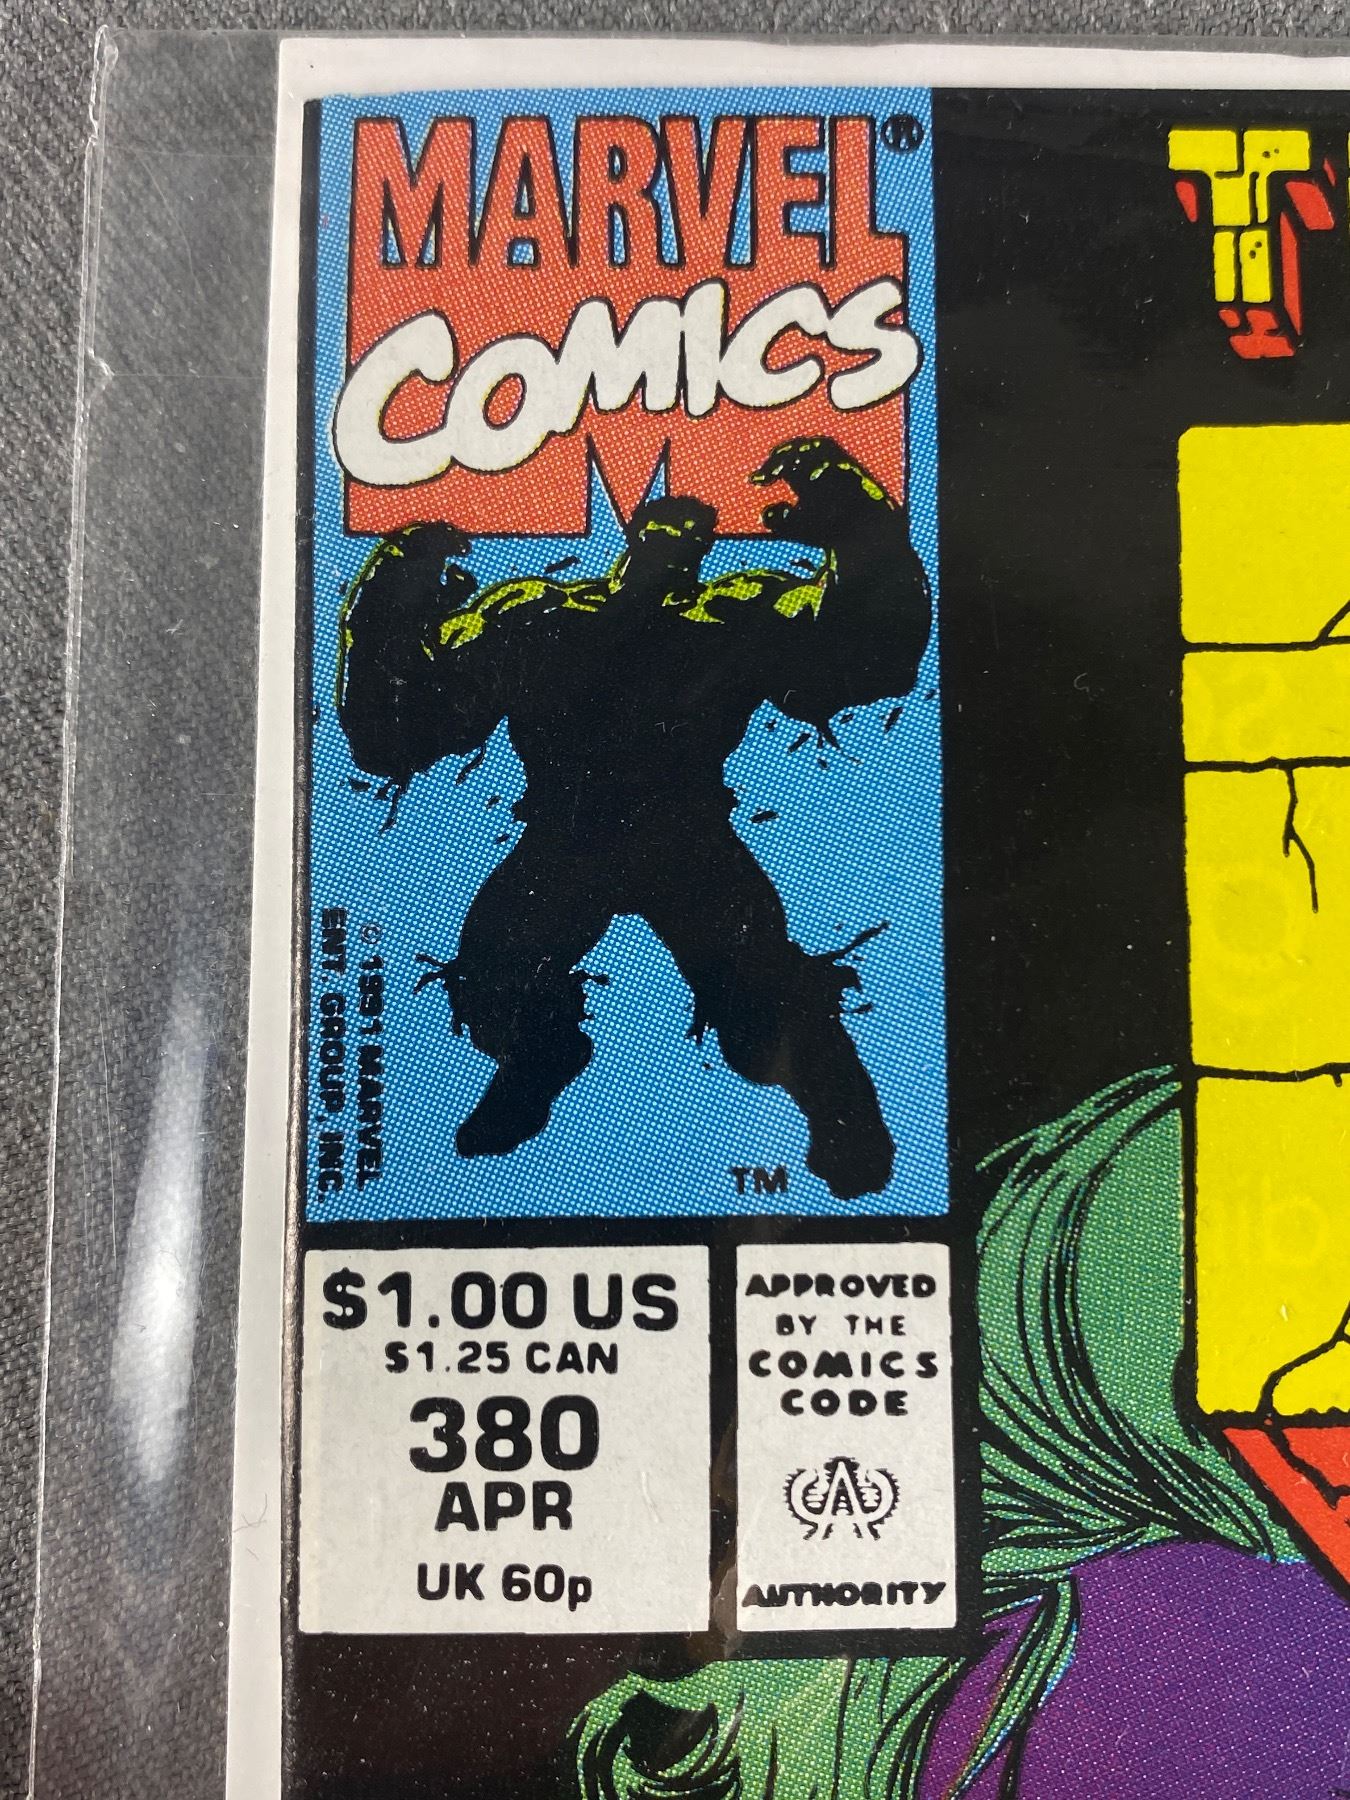 MARVEL®
COMICS
© 1991 MARVEL
ENT. GROUP, INC.
TM
$1.00 US
$1.25 CAN
380
APR
UK 60p
APPROVED
BY THE
COMICS
CODE
A
AUTHORITY
T